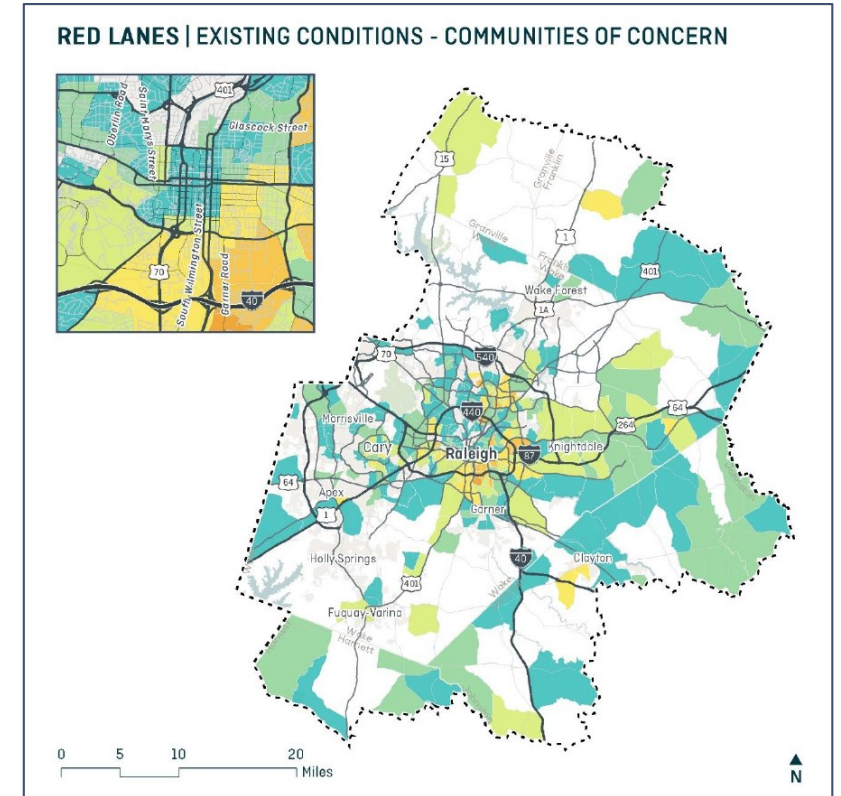 RED LANES | EXISTING CONDITIONS - COMMUNITIES OF CONCERN
401
Oberlin Road
Saint Marys Street
Glascock Street
South Wilmington Street
Garner Road
70
40
15
Granville
Franklin
Granville
1
Franklin
Wake
401
Wake Forest
1A
70
540
Morrisville
440
64
264
Cary
Raleigh
87
Knightdale
64
Apex
1
Garner
Holly Springs
40
Clayton
Wake
401
Fuquay-Varina
Wake
Harnett
0 5 10 20
Miles
N